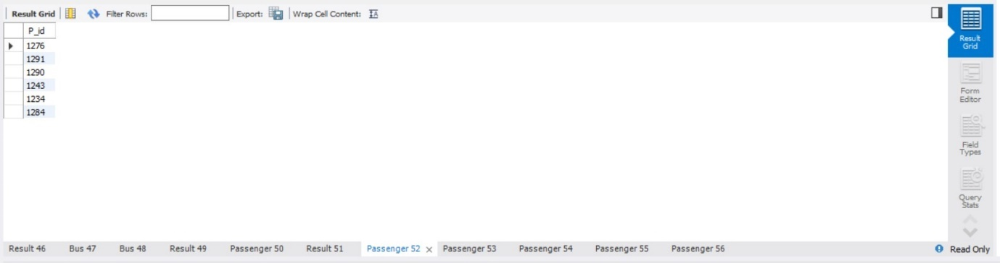 Result Grid Filter Rows: Export: Wrap Cell Content: IA
P_id
1276
1291
1290
1243
1234
1284
Result
Grid
Form
Editor
Field
Types
Query
Stats
Result 46 Bus 47 Bus 48 Result 49 Passenger 50 Result 51 Passenger 52 × Passenger 53 Passenger 54 Passenger 55 Passenger 56 Read Only